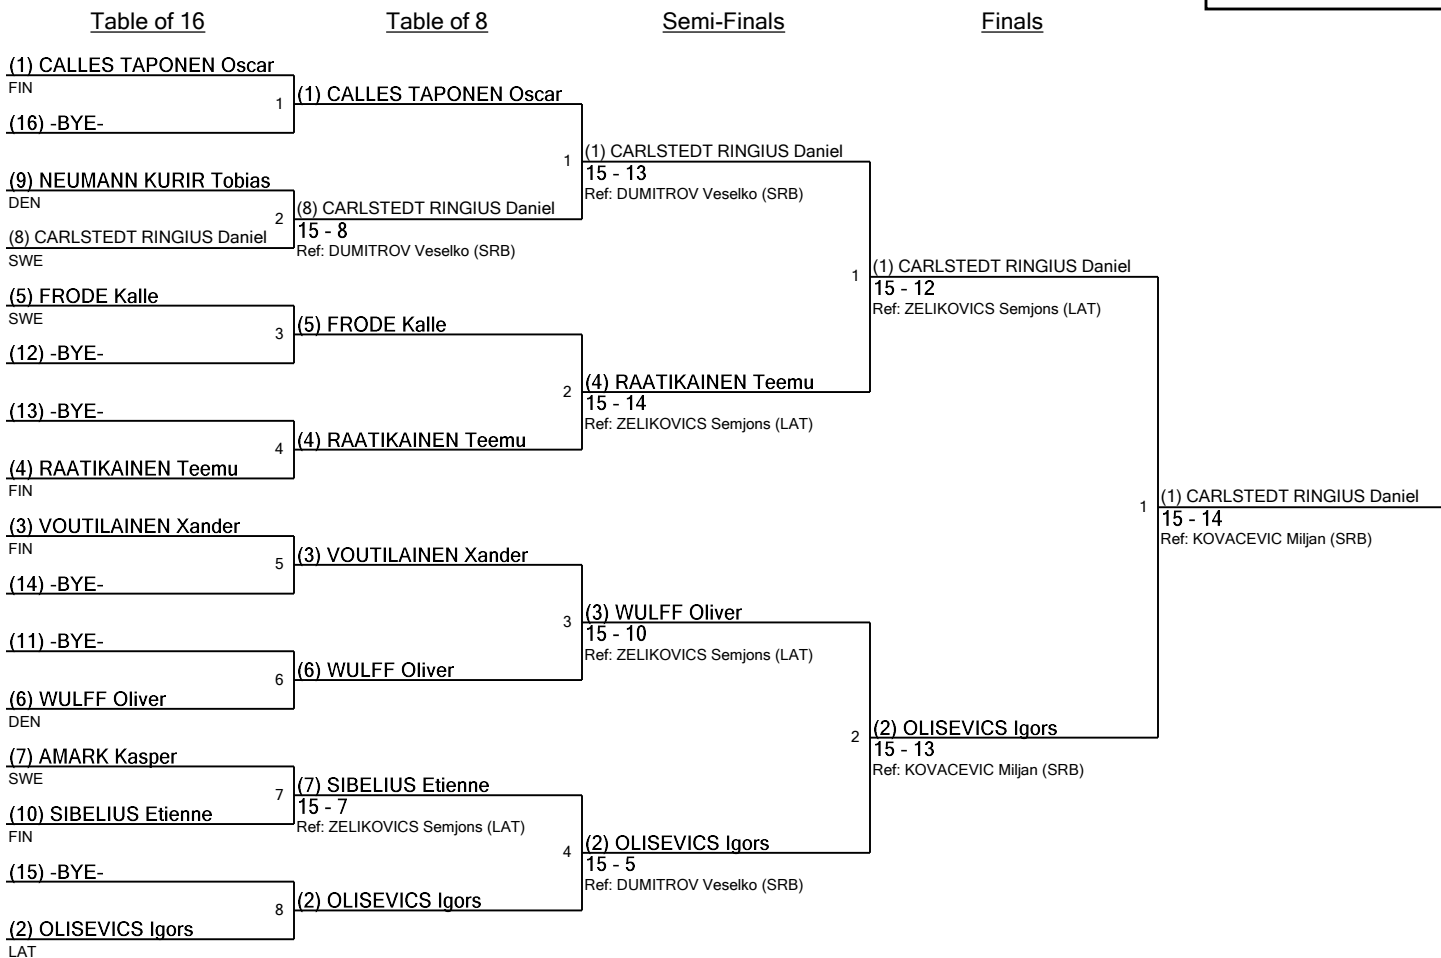 Table of 16
Table of 8
Semi-Finals
Finals
(1) CALLES TAPONEN Oscar
FIN
1
(16) -BYE-
(9) NEUMANN KURIR Tobias
DEN
2
(8) CARLSTEDT RINGIUS Daniel
SWE
(5) FRODE Kalle
SWE
3
(12) -BYE-
(13) -BYE-
4
(4) RAATIKAINEN Teemu
FIN
(3) VOUTILAINEN Xander
FIN
5
(14) -BYE-
(11) -BYE-
6
(6) WULFF Oliver
DEN
(7) AMARK Kasper
SWE
7
(10) SIBELIUS Etienne
FIN
(15) -BYE-
8
(2) OLISEVICS Igors
LAT
(1) CALLES TAPONEN Oscar
1
(8) CARLSTEDT RINGIUS Daniel
15 - 8
Ref: DUMITROV Veselko (SRB)
(5) FRODE Kalle
2
(4) RAATIKAINEN Teemu
(3) VOUTILAINEN Xander
3
(6) WULFF Oliver
(7) SIBELIUS Etienne
15 - 7
Ref: ZELIKOVICS Semjons (LAT)
4
(2) OLISEVICS Igors
(1) CARLSTEDT RINGIUS Daniel
15 - 13
Ref: DUMITROV Veselko (SRB)
1
(4) RAATIKAINEN Teemu
15 - 14
Ref: ZELIKOVICS Semjons (LAT)
(3) WULFF Oliver
15 - 10
Ref: ZELIKOVICS Semjons (LAT)
2
(2) OLISEVICS Igors
15 - 5
Ref: DUMITROV Veselko (SRB)
(1) CARLSTEDT RINGIUS Daniel
15 - 12
Ref: ZELIKOVICS Semjons (LAT)
1
(2) OLISEVICS Igors
15 - 13
Ref: KOVACEVIC Miljan (SRB)
(1) CARLSTEDT RINGIUS Daniel
15 - 14
Ref: KOVACEVIC Miljan (SRB)